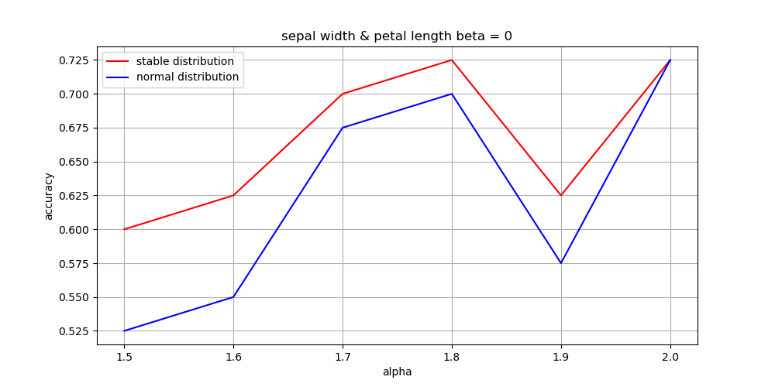 sepal width & petal length beta = 0
stable distribution
normal distribution
accuracy
0.725
0.700
0.675
0.650
0.625
0.600
0.575
0.550
0.525
1.5 1.6 1.7 1.8 1.9 2.0
alpha